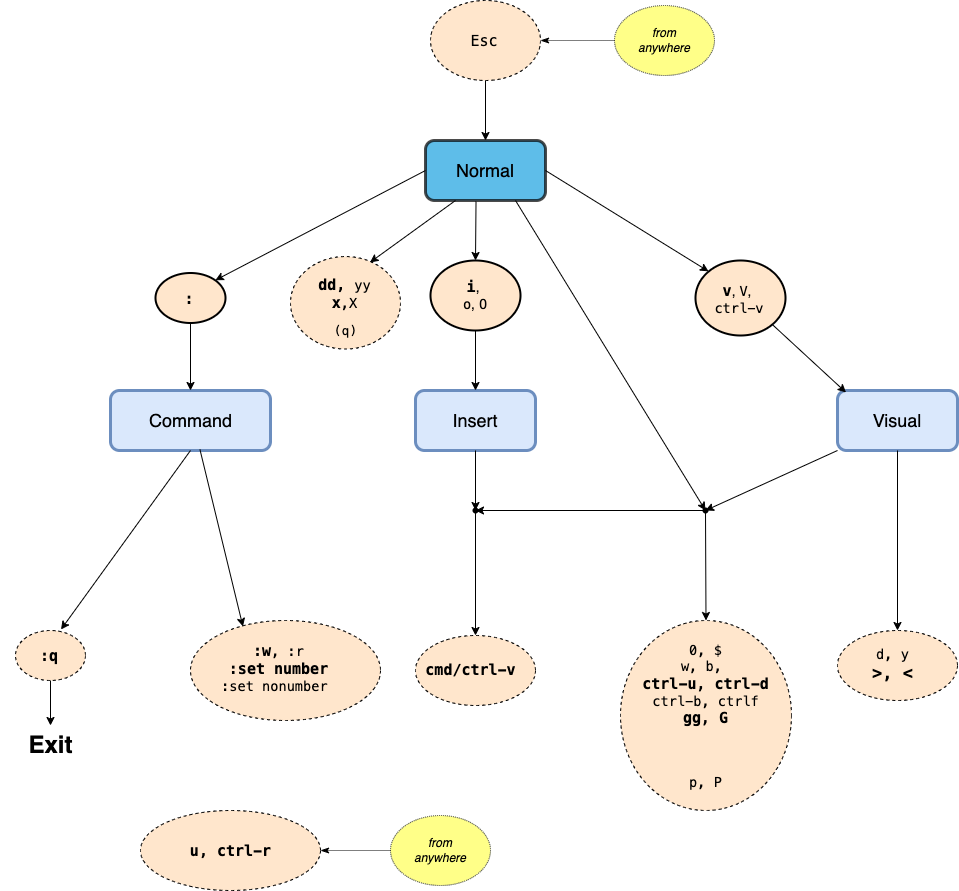 Esc
from
anywhere
Normal
:
dd, yy
x,X
(q)
i,
o, O
v, V,
ctrl-v
Command
Insert
Visual
:q
:w, :r
:set number
:set nonumber
cmd/ctrl-v
0, $
w, b,
ctrl-u, ctrl-d
ctrl-b, ctrlf
gg, G
p, P
d, y
>, <
Exit
u, ctrl-r
from
anywhere